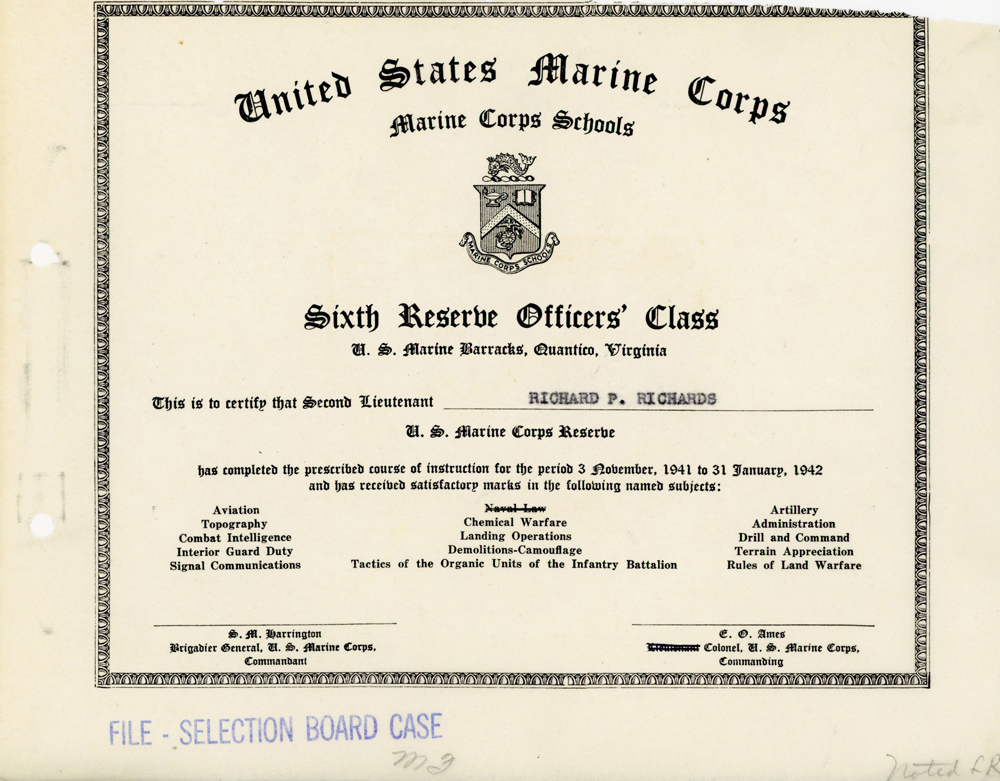 United States Marine Corps
Marine Corps Schools
MARINE CORPS SCHOOLS
Sixth Reserve Officers' Class
U. S. Marine Barracks, Quantico, Virginia
This is to certify that Second Lieutenant RICHARD P. RICHARDS
U. S. Marine Corps Reserve
has completed the prescribed course of instruction for the period 3 November, 1941 to 31 January, 1942
and has received satisfactory marks in the following named subjects:
Aviation Naval Law Artillery
Topography Chemical Warfare Administration
Combat Intelligence Landing Operations Drill and Command
Interior Guard Duty Demolitions-Camouflage Terrain Appreciation
Signal Communications Tactics of the Organic Units of the Infantry Battalion Rules of Land Warfare
S. M. Harrington E. O. Ames
Brigadier General, U. S. Marine Corps, Lieutenant Colonel, U. S. Marine Corps,
Commandant Commanding
FILE - SELECTION BOARD CASE
Noted